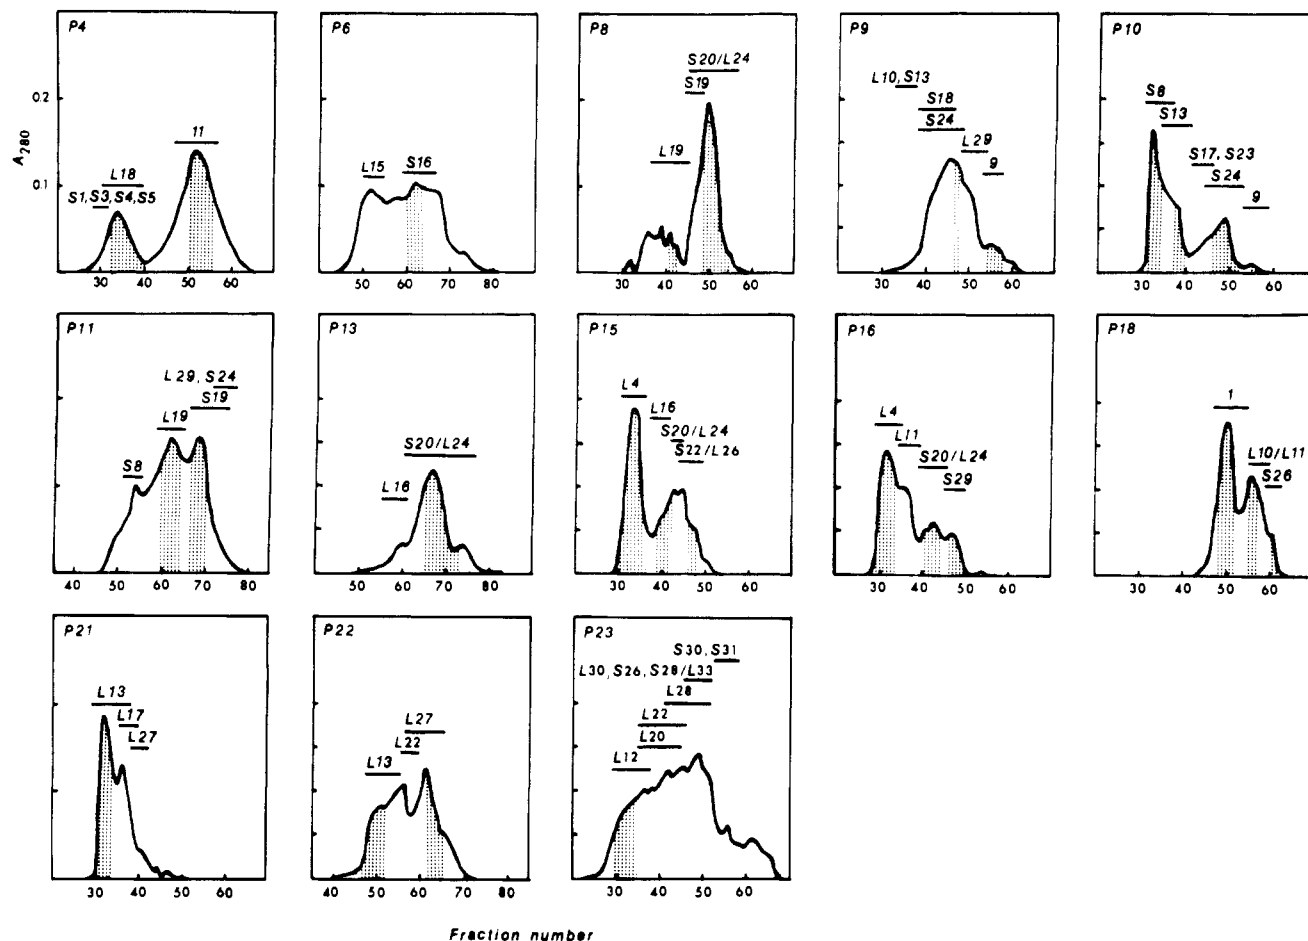 P4
P6
P8
P9
P10
0.2
0.1
A280
11
L18
S1, S3, S4, S5
30 40 50 60
L15
S16
50 60 70 80
S20/L24
S19
L19
30 40 50 60
L10, S13
S18
S24
L29
9
30 40 50 60
S8
S13
S17, S23
S24
9
30 40 50 60
P11
P13
P15
P16
P18
L29, S24
S19
L19
S8
40 50 60 70 80
S20/L24
L16
50 60 70 80
L4
L16
S20/L24
S22/L26
30 40 50 60
L4
L11
S20/L24
S29
30 40 50 60
1
L10/L11
S26
40 50 60
P21
P22
P23
L13
L17
L27
30 40 50 60
L27
L22
L13
40 50 60 70 80
S30, S31
L30, S26, S28/L33
L28
L22
L20
L12
30 40 50 60
Fraction number